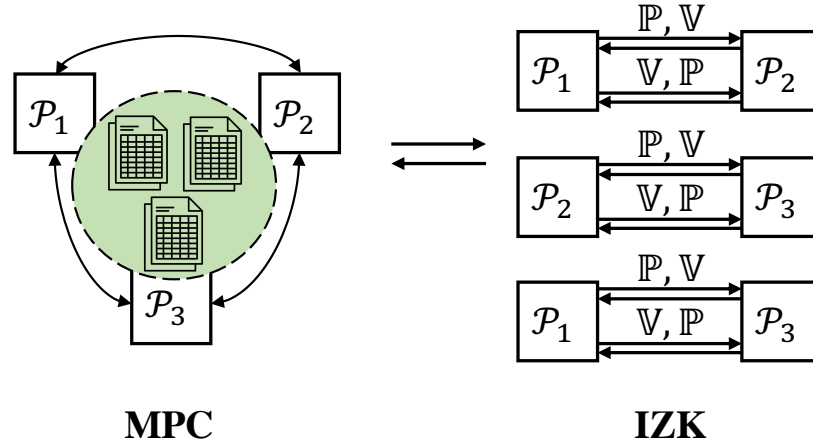 𝒫₁
𝒫₂
𝒫₃
MPC
ℙ, 𝕍
𝒫₁
𝒫₂
𝕍, ℙ
ℙ, 𝕍
𝒫₂
𝒫₃
𝕍, ℙ
ℙ, 𝕍
𝒫₁
𝒫₃
𝕍, ℙ
IZK